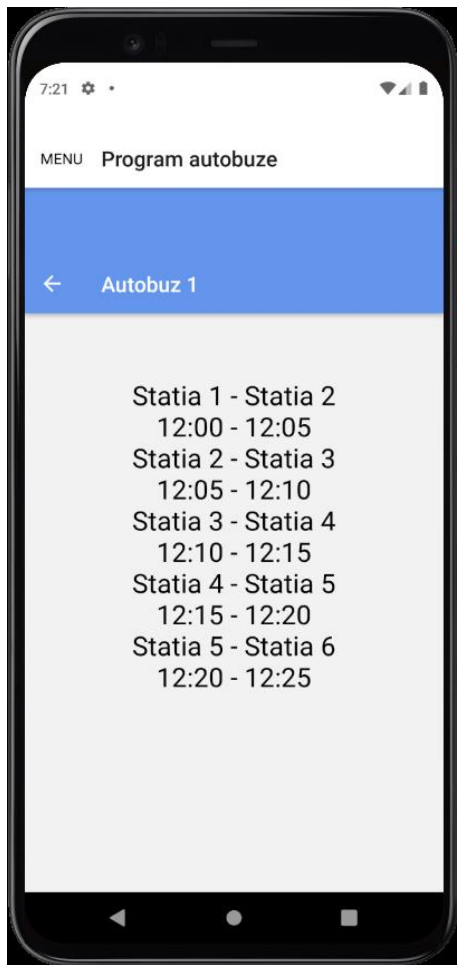 7:21
MENU Program autobuze
Autobuz 1
Statia 1 - Statia 2
12:00 - 12:05
Statia 2 - Statia 3
12:05 - 12:10
Statia 3 - Statia 4
12:10 - 12:15
Statia 4 - Statia 5
12:15 - 12:20
Statia 5 - Statia 6
12:20 - 12:25